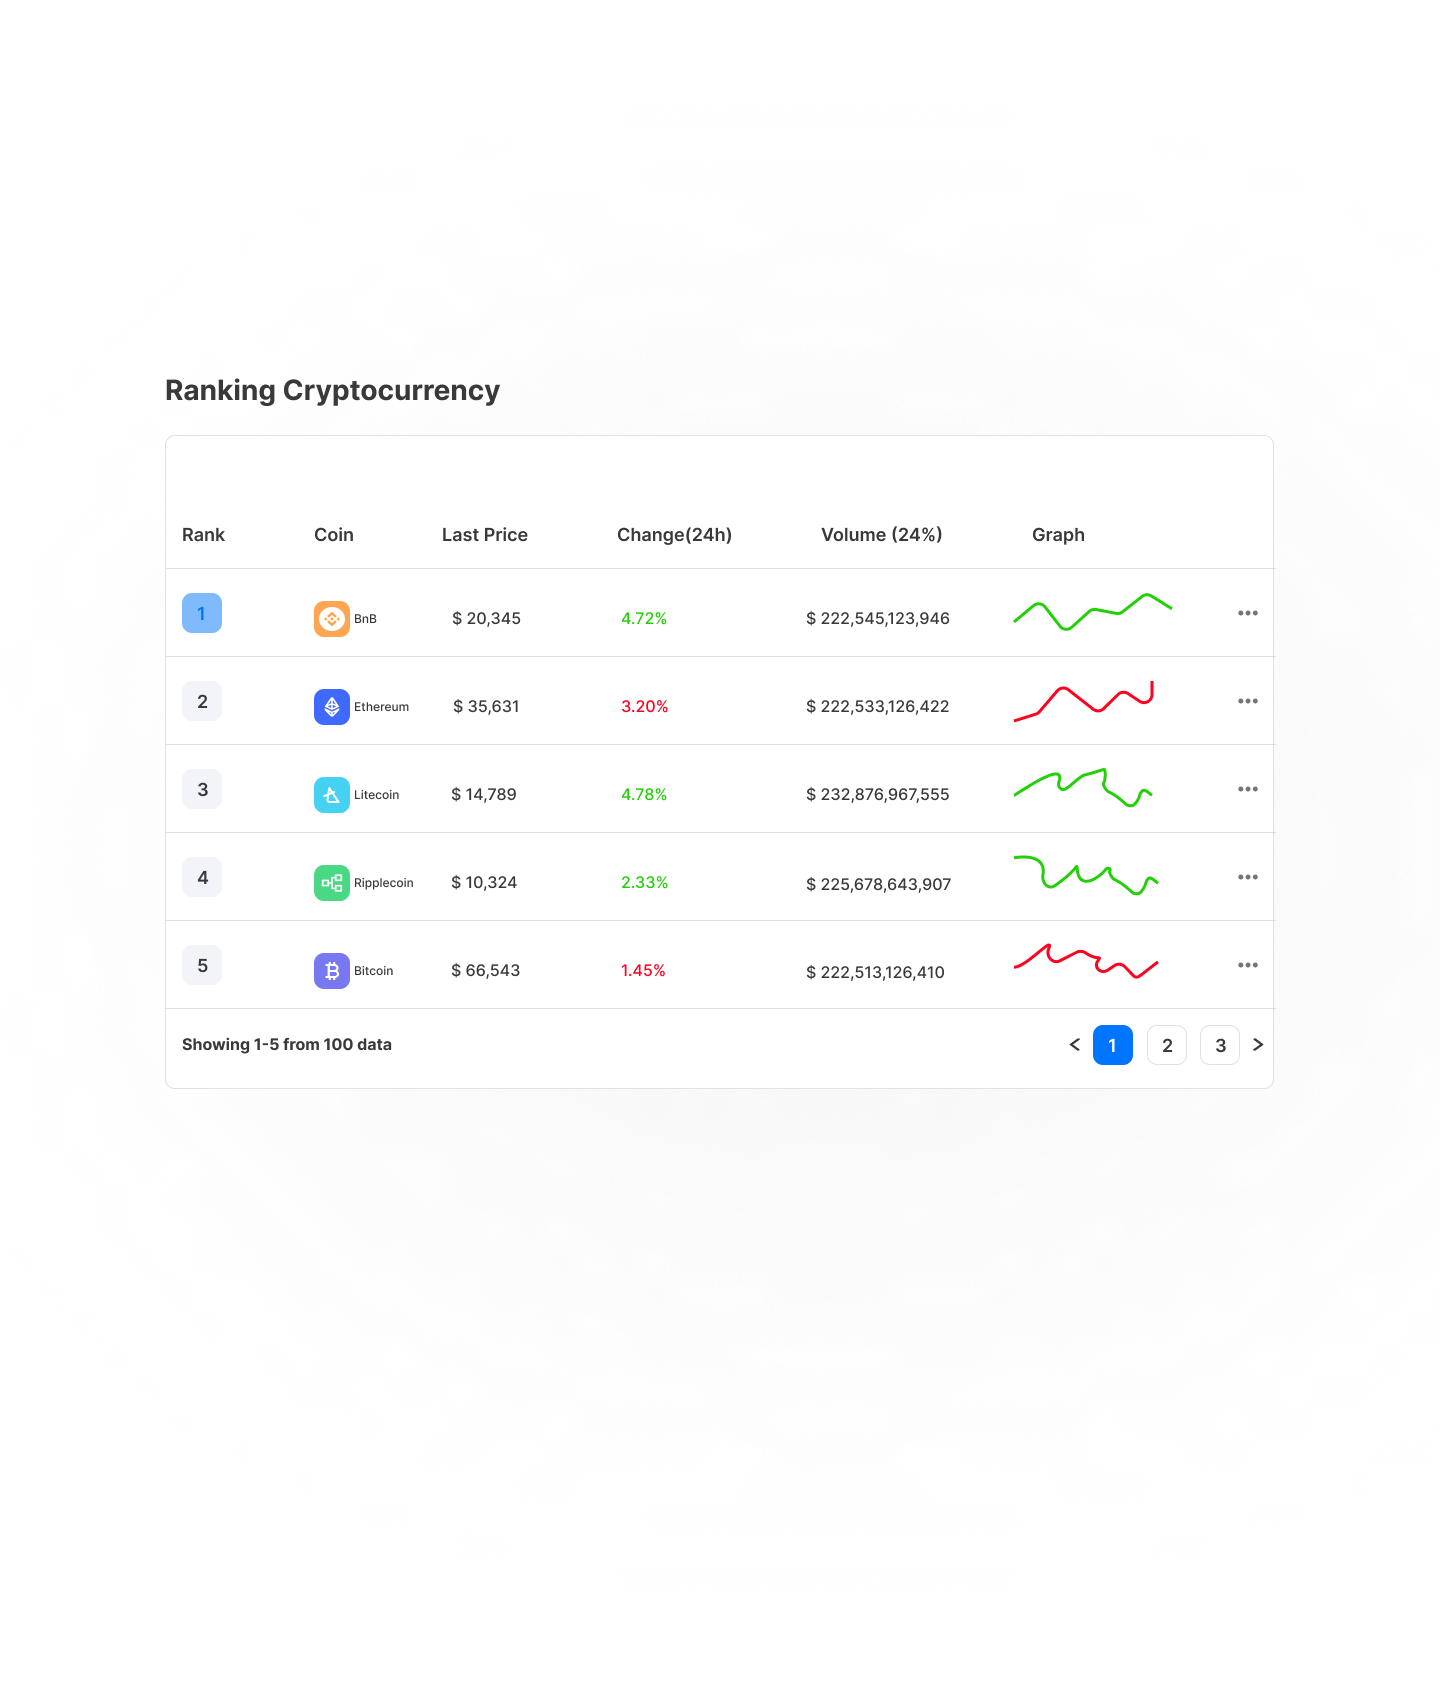 Ranking Cryptocurrency
Rank Coin Last Price Change(24h) Volume (24%) Graph
1 BnB $ 20,345 4.72% $ 222,545,123,946
2 Ethereum $ 35,631 3.20% $ 222,533,126,422
3 Litecoin $ 14,789 4.78% $ 232,876,967,555
4 Ripplecoin $ 10,324 2.33% $ 225,678,643,907
5 Bitcoin $ 66,543 1.45% $ 222,513,126,410
Showing 1-5 from 100 data < 1 2 3 >